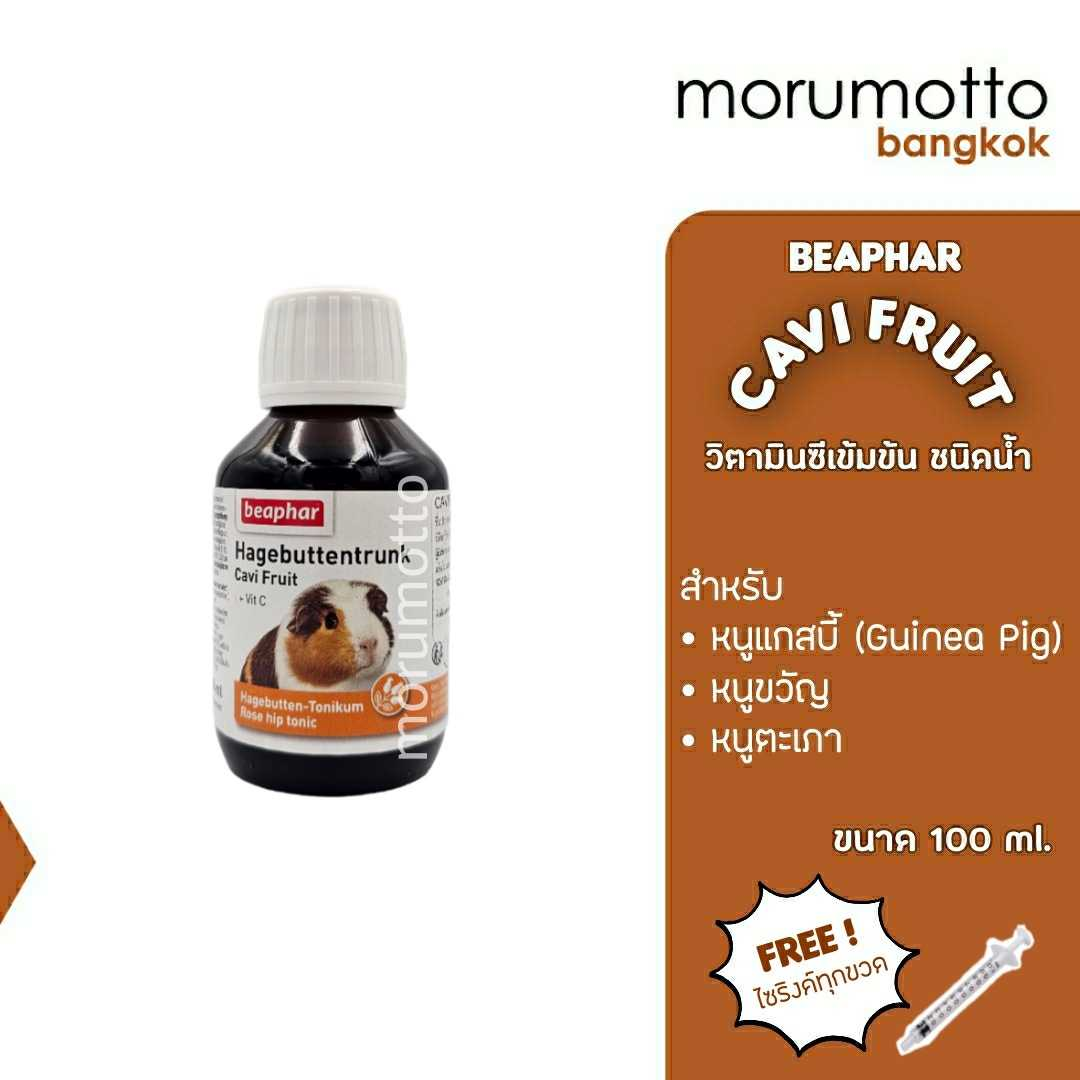 morumotto
bangkok
BEAPHAR
CAVI FRUIT
วิตามินซีเข้มข้น ชนิดน้ำ
สำหรับ
• หนูแกสบี้ (Guinea Pig)
• หนูขวัญ
• หนูตะเภา
ขนาด 100 ml.
FREE !
ไซริงค์ทุกขวด
beaphar
Hagebuttentrunk
Cavi Fruit
+ Vit C
Hagebutten-Tonikum
Rose hip tonic
morumotto